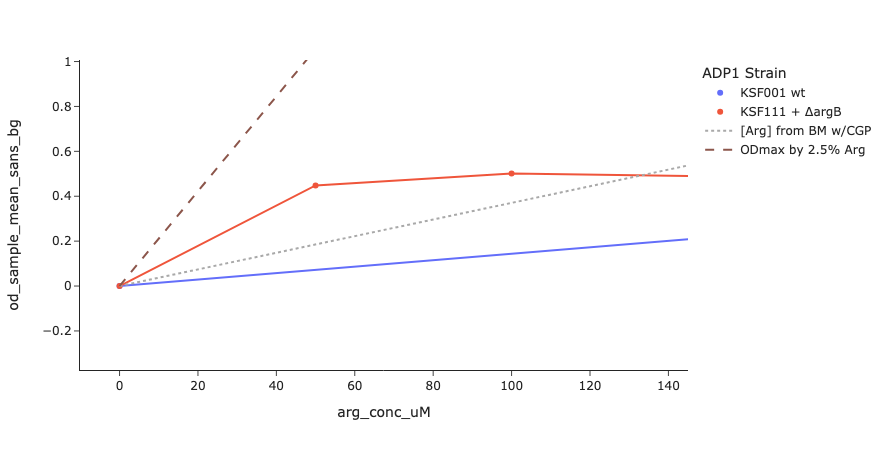 ADP1 Strain
KSF001 wt
KSF111 + ΔargB
[Arg] from BM w/CGP
ODmax by 2.5% Arg
od_sample_mean_sans_bg
1
0.8
0.6
0.4
0.2
0
−0.2
0
20
40
60
80
100
120
140
arg_conc_uM